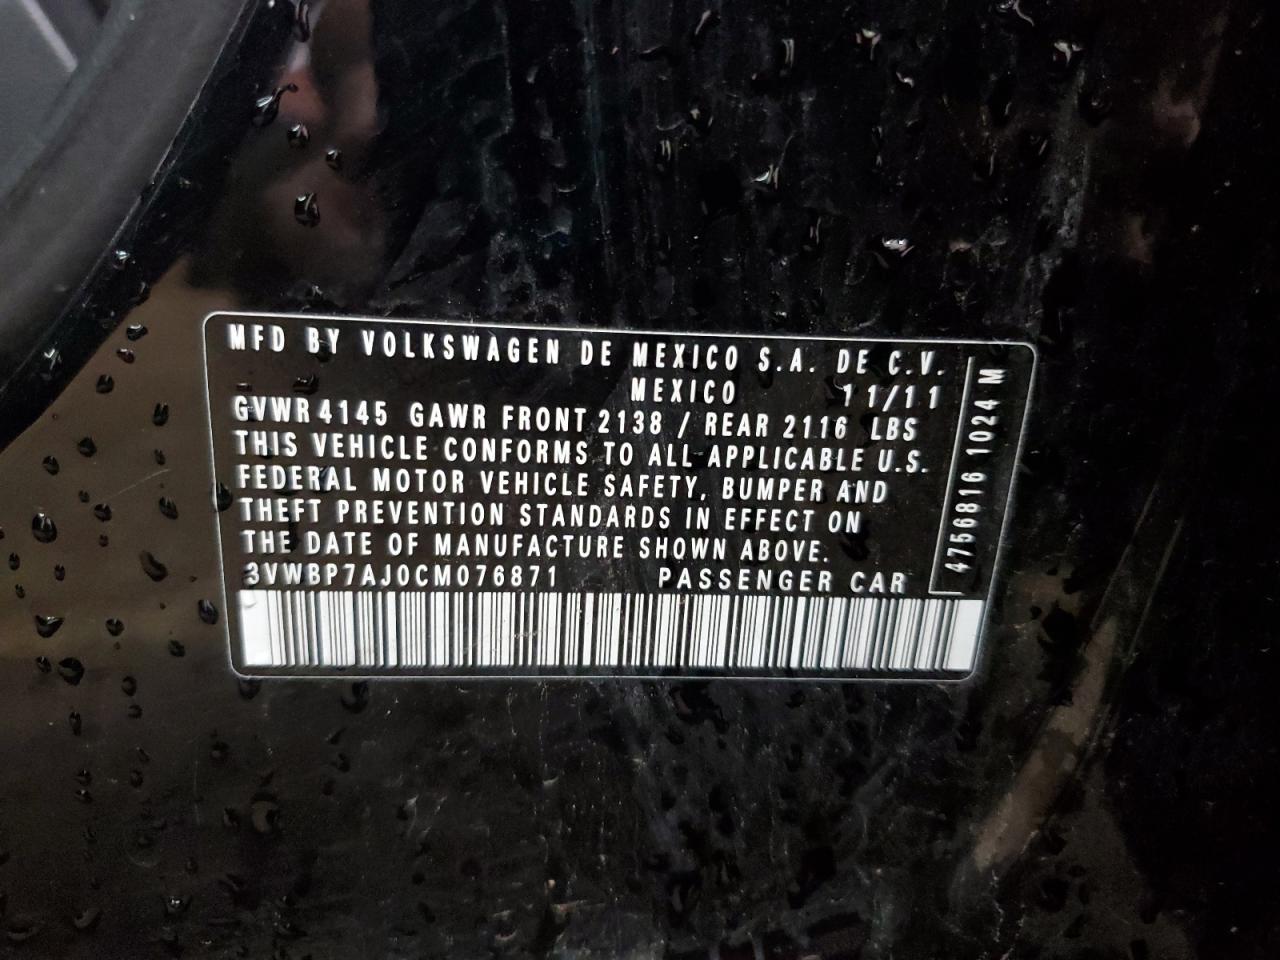 MFD BY VOLKSWAGEN DE MEXICO S.A. DE C.V.
MEXICO 11/11
GVWR 4145 GAWR FRONT 2138 / REAR 2116 LBS
THIS VEHICLE CONFORMS TO ALL APPLICABLE U.S.
FEDERAL MOTOR VEHICLE SAFETY, BUMPER AND
THEFT PREVENTION STANDARDS IN EFFECT ON
THE DATE OF MANUFACTURE SHOWN ABOVE.
3VWBP7AJ0CM076871 PASSENGER CAR
4756816 1024 M